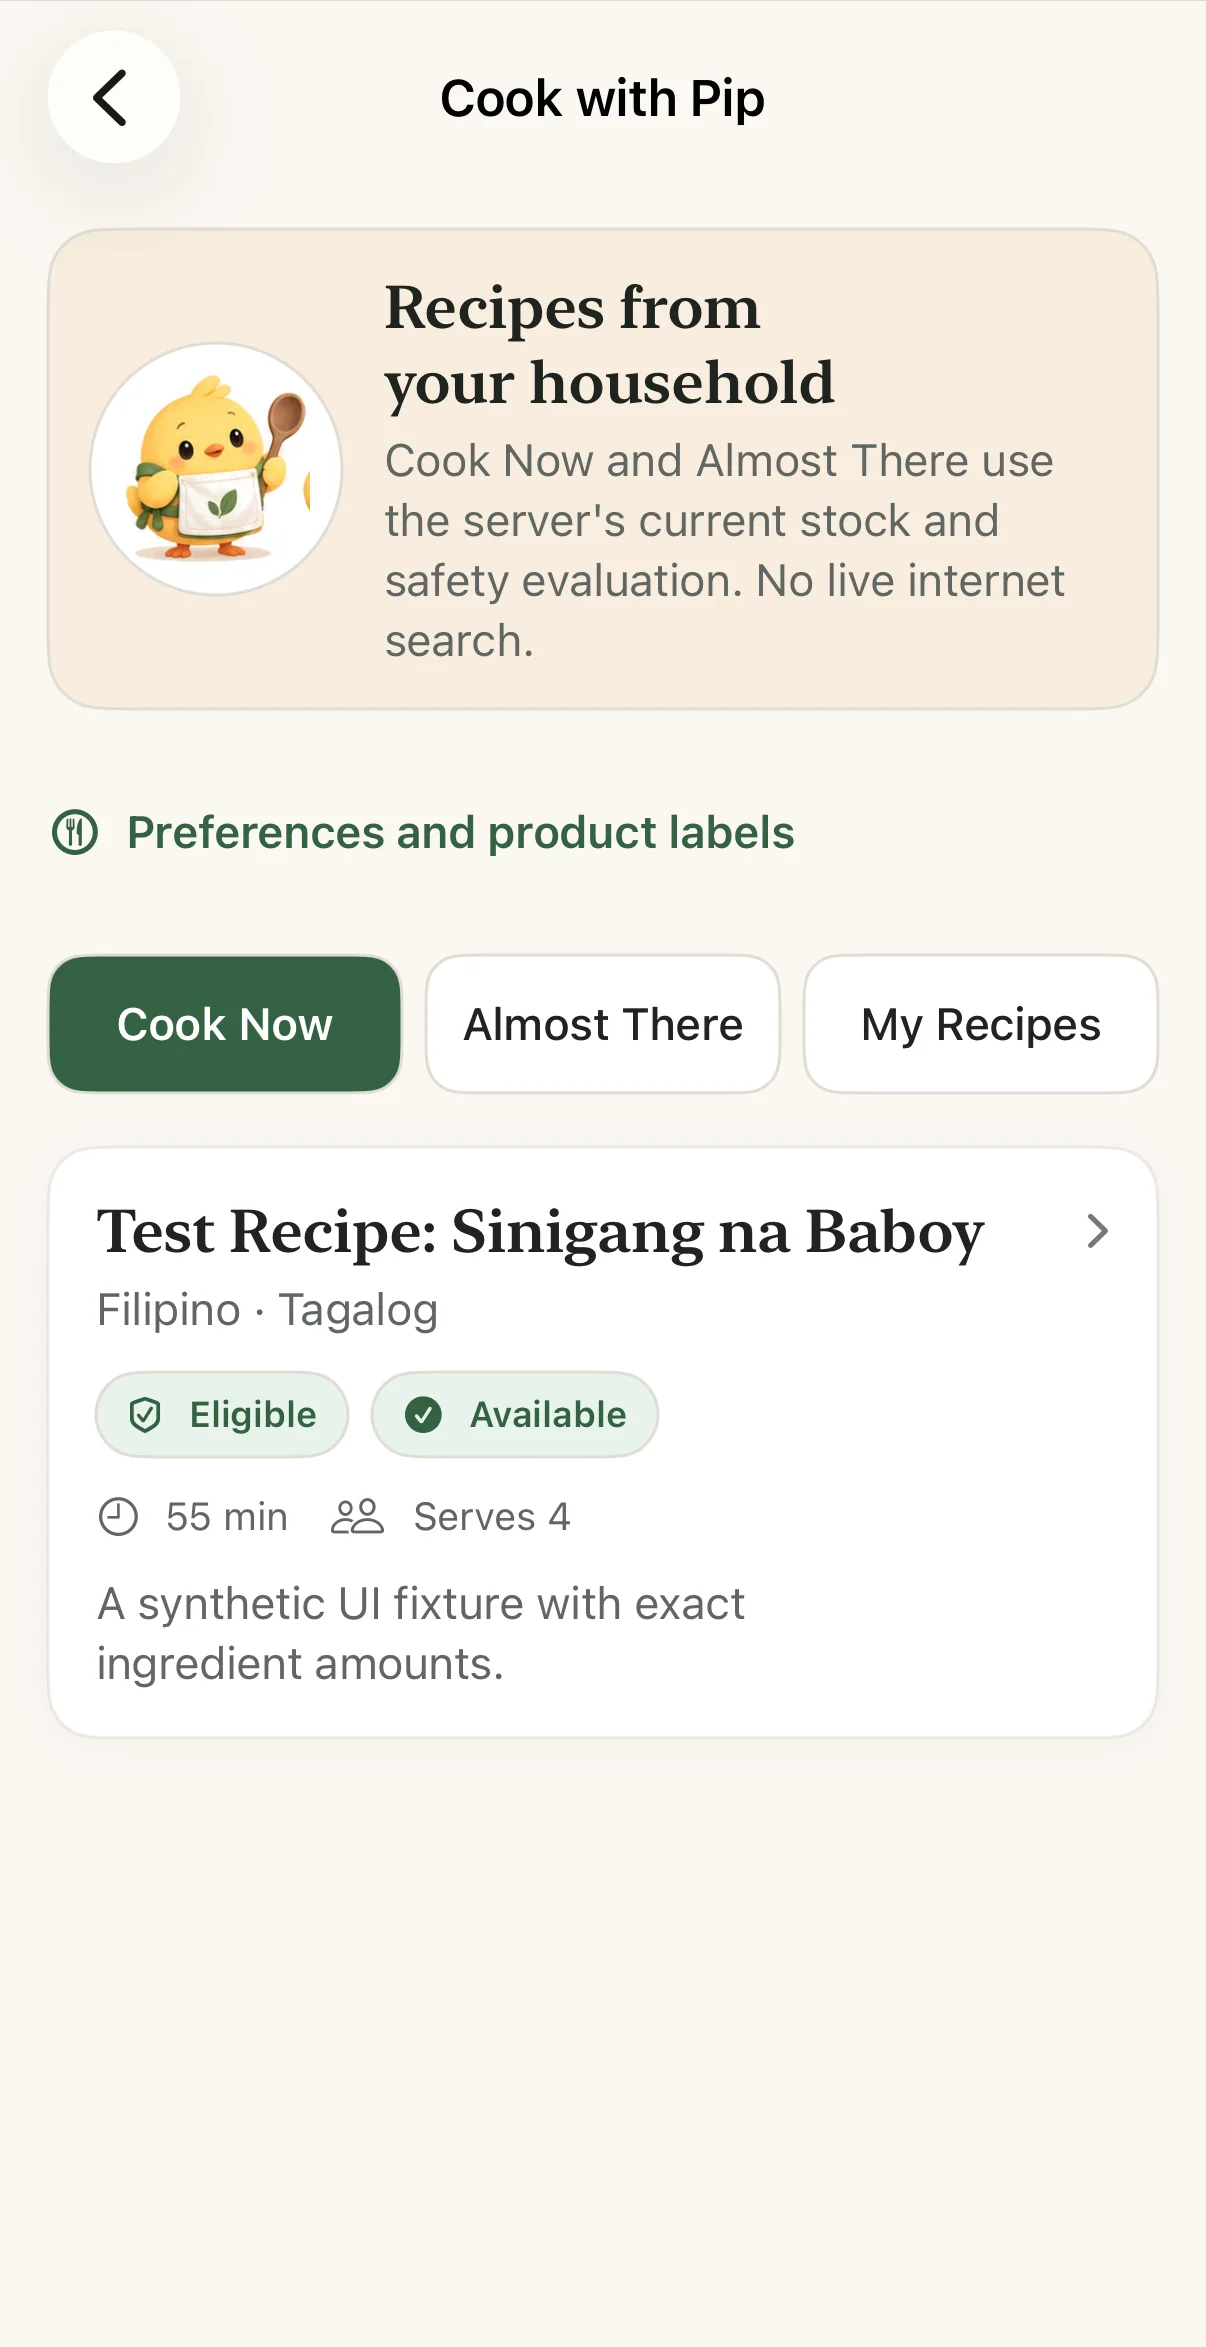 Cook with Pip
Recipes from
your household
Cook Now and Almost There use
the server's current stock and
safety evaluation. No live internet
search.
Preferences and product labels
Cook Now
Almost There
My Recipes
Test Recipe: Sinigang na Baboy
Filipino · Tagalog
Eligible
Available
55 min
Serves 4
A synthetic UI fixture with exact
ingredient amounts.